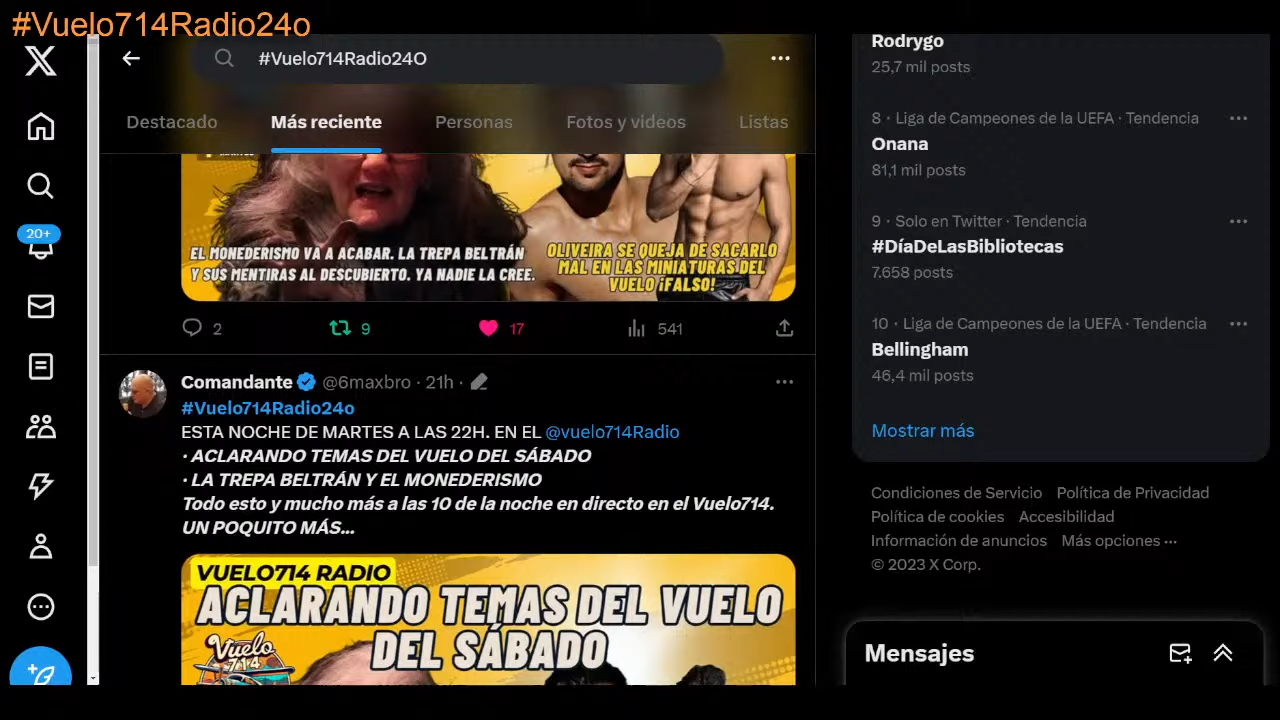 #Vuelo714Radio24o
#Vuelo714Radio24O
Destacado
Más reciente
Personas
Fotos y videos
Listas
EL MONEDERISMO VA A ACABAR. LA TREPA BELTRÁN
Y SUS MENTIRAS AL DESCUBIERTO. YA NADIE LA CREE.
OLIVEIRA SE QUEJA DE SACARLO
MAL EN LAS MINIATURAS DEL
VUELO ¡FALSO!
2
9
17
541
20+
Comandante @6maxbro · 21h ·
#Vuelo714Radio24o
ESTA NOCHE DE MARTES A LAS 22H. EN EL @vuelo714Radio
· ACLARANDO TEMAS DEL VUELO DEL SÁBADO
· LA TREPA BELTRÁN Y EL MONEDERISMO
Todo esto y mucho más a las 10 de la noche en directo en el Vuelo714.
UN POQUITO MÁS...
VUELO714 RADIO
ACLARANDO TEMAS DEL VUELO
DEL SÁBADO
Vuelo
714
Rodrygo
25,7 mil posts
8 · Liga de Campeones de la UEFA · Tendencia
Onana
81,1 mil posts
9 · Solo en Twitter · Tendencia
#DíaDeLasBibliotecas
7.658 posts
10 · Liga de Campeones de la UEFA · Tendencia
Bellingham
46,4 mil posts
Mostrar más
Condiciones de Servicio Política de Privacidad
Política de cookies Accesibilidad
Información de anuncios Más opciones ···
© 2023 X Corp.
Mensajes